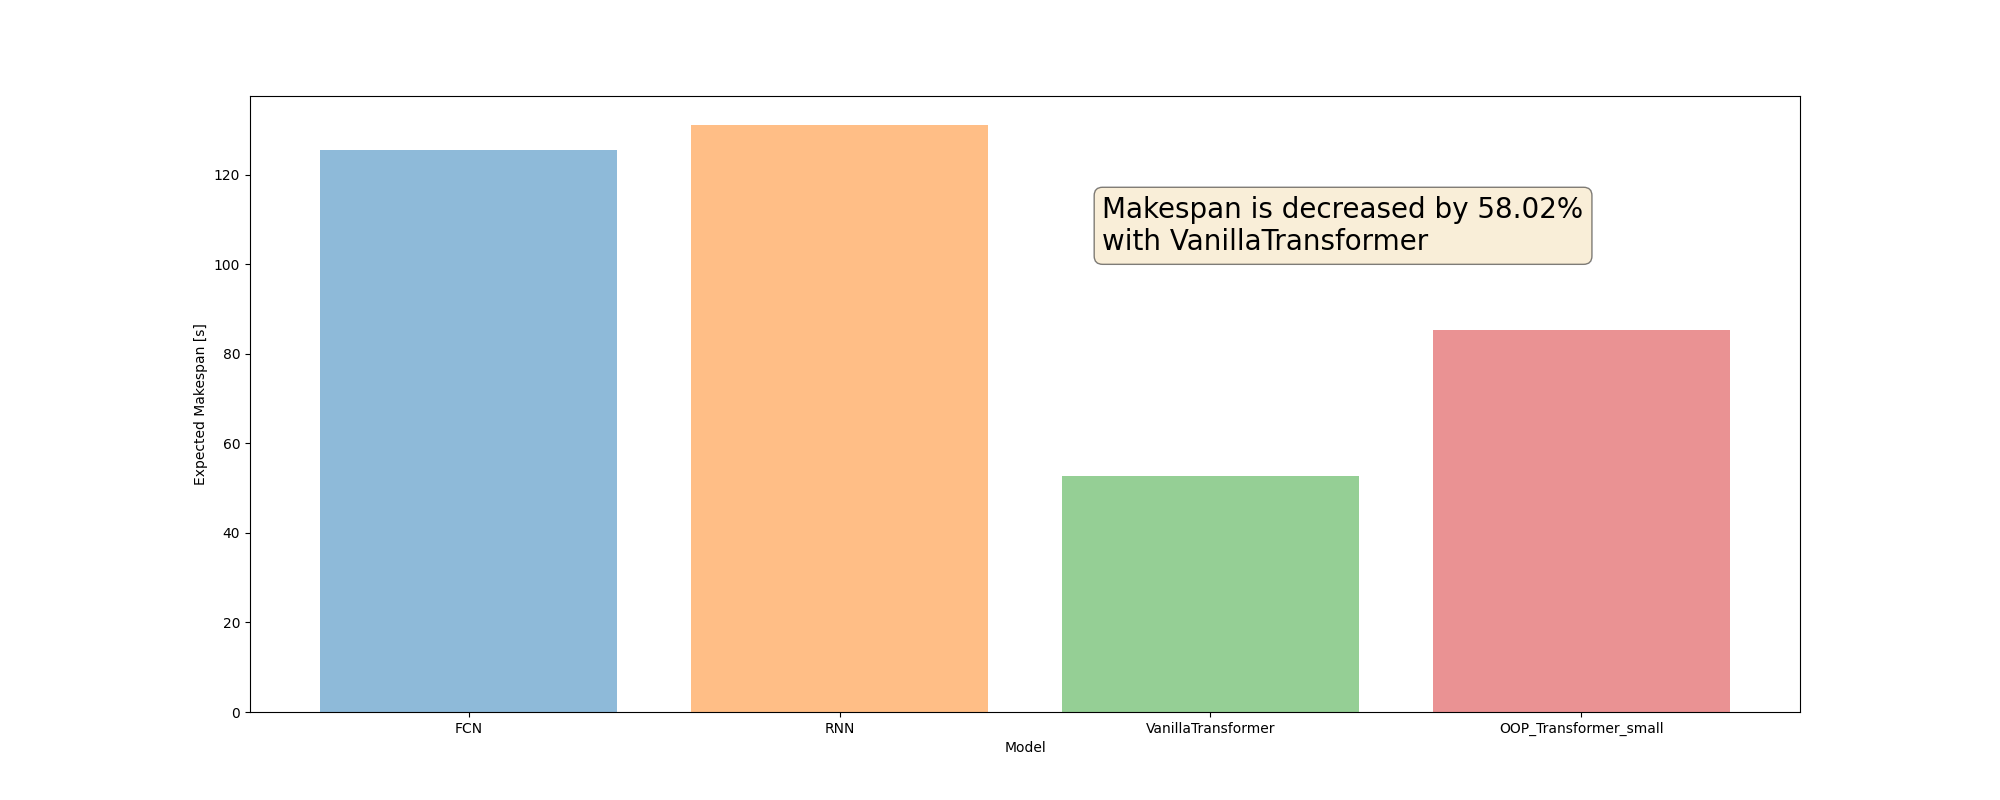 Makespan is decreased by 58.02%
with VanillaTransformer
Expected Makespan [s]
120
100
80
60
40
20
0
FCN
RNN
VanillaTransformer
OOP_Transformer_small
Model